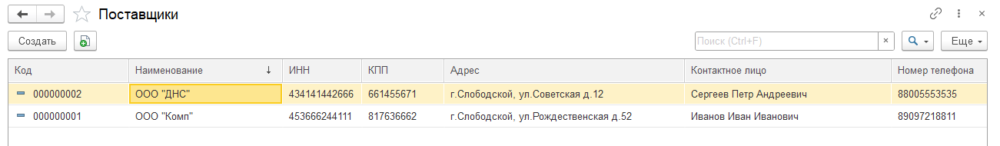 Поставщики
Создать Поиск (Ctrl+F) × Еще
Код Наименование ↓ ИНН КПП Адрес Контактное лицо Номер телефона
000000002 ООО "ДНС" 434141442666 661455671 г.Слободской, ул.Советская д.12 Сергеев Петр Андреевич 88005553535
000000001 ООО "Комп" 453666244111 817636662 г.Слободской, ул.Рождественская д.52 Иванов Иван Иванович 89097218811